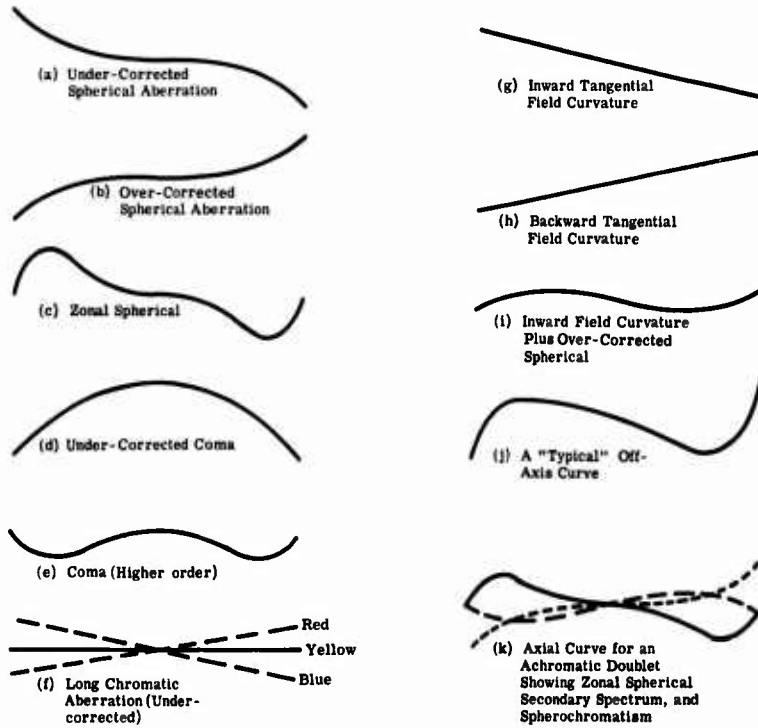 (a) Under-Corrected
Spherical Aberration
(b) Over-Corrected
Spherical Aberration
(c) Zonal Spherical
(d) Under-Corrected Coma
(e) Coma (Higher order)
Red
Yellow
Blue
(f) Long Chromatic
Aberration (Under-
corrected)
(g) Inward Tangential
Field Curvature
(h) Backward Tangential
Field Curvature
(i) Inward Field Curvature
Plus Over-Corrected
Spherical
(j) A "Typical" Off-
Axis Curve
(k) Axial Curve for an
Achromatic Doublet
Showing Zonal Spherical
Secondary Spectrum, and
Spherochromatism